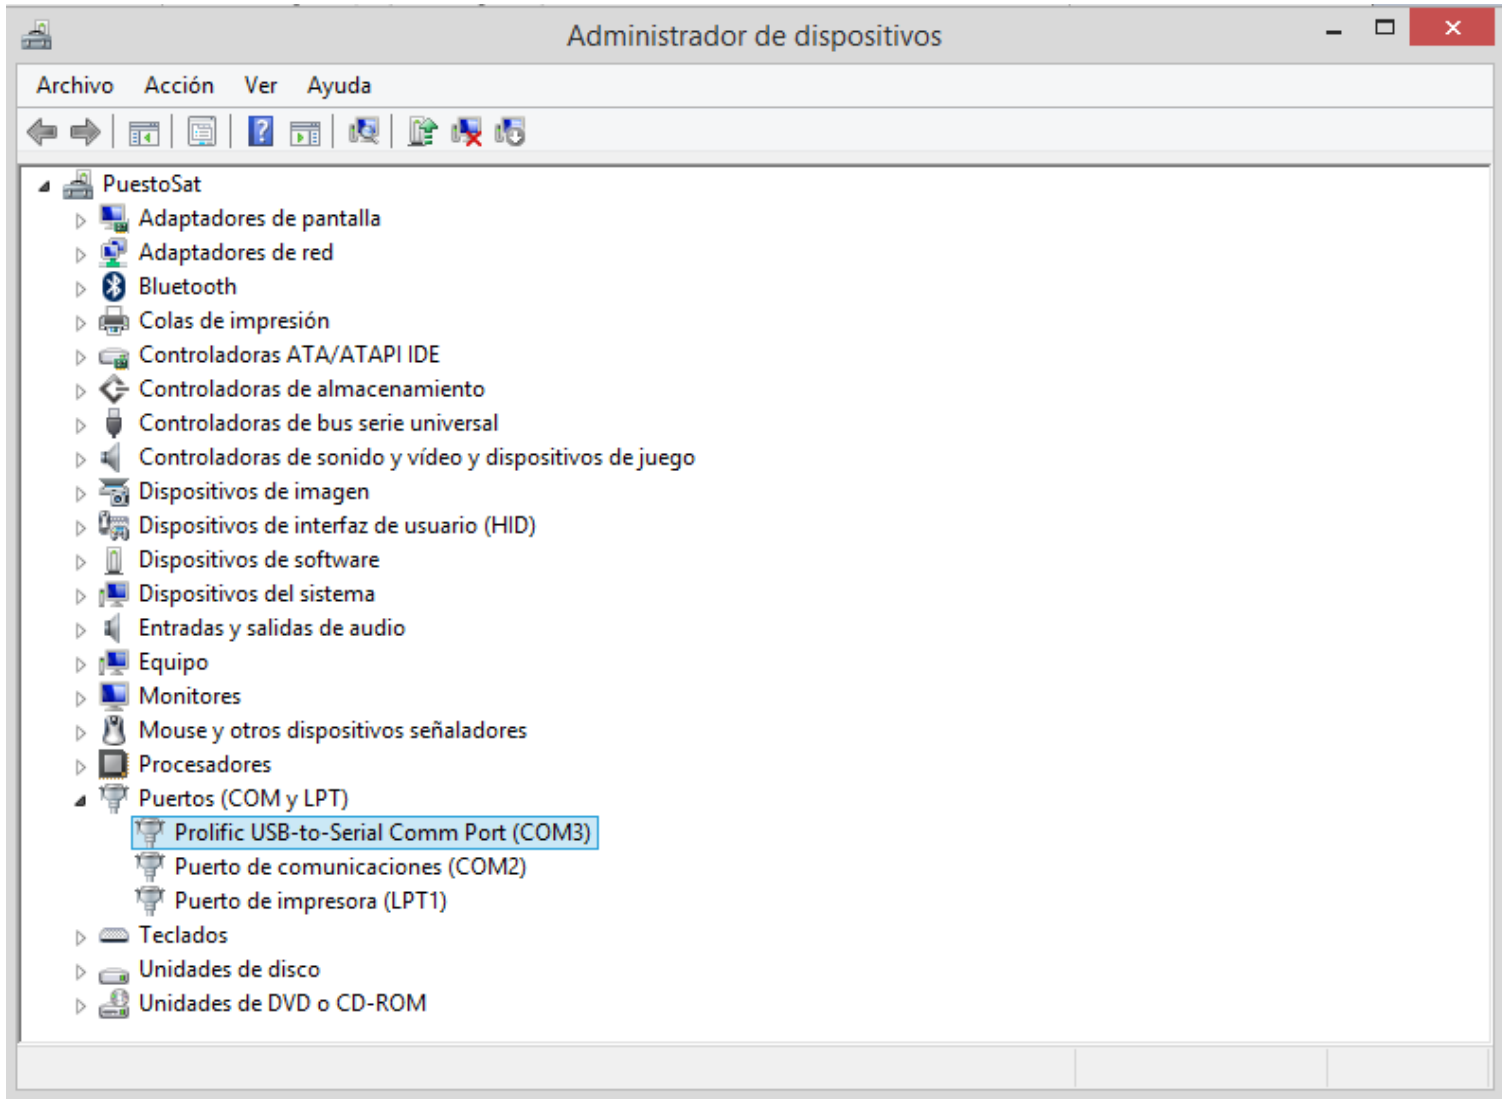 Administrador de dispositivos
Archivo Acción Ver Ayuda
PuestoSat
Adaptadores de pantalla
Adaptadores de red
Bluetooth
Colas de impresión
Controladoras ATA/ATAPI IDE
Controladoras de almacenamiento
Controladoras de bus serie universal
Controladoras de sonido y vídeo y dispositivos de juego
Dispositivos de imagen
Dispositivos de interfaz de usuario (HID)
Dispositivos de software
Dispositivos del sistema
Entradas y salidas de audio
Equipo
Monitores
Mouse y otros dispositivos señaladores
Procesadores
Puertos (COM y LPT)
Prolific USB-to-Serial Comm Port (COM3)
Puerto de comunicaciones (COM2)
Puerto de impresora (LPT1)
Teclados
Unidades de disco
Unidades de DVD o CD-ROM